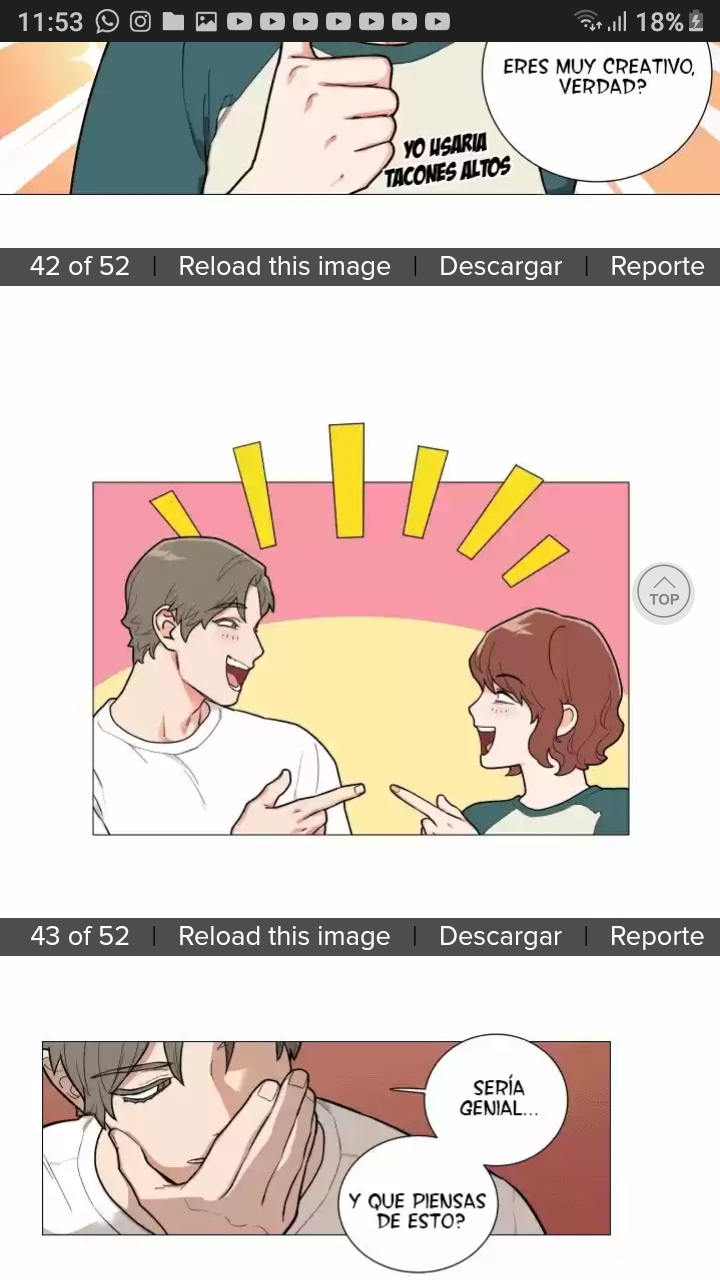 11:53
18%
ERES MUY CREATIVO,
VERDAD?
YO USARIA
TACONES ALTOS
42 of 52 | Reload this image | Descargar | Reporte
TOP
43 of 52 | Reload this image | Descargar | Reporte
SERÍA
GENIAL...
Y QUE PIENSAS
DE ESTO?